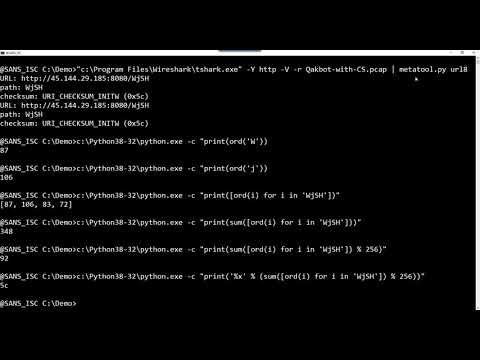 @SANS_ISC C:\Demo>"c:\Program Files\Wireshark\tshark.exe" -Y http -V -r Qakbot-with-CS.pcap | metatool.py url8
URL: http://45.144.29.185:8080/Wj5H
path: Wj5H
checksum: URI_CHECKSUM_INITW (0x5c)
URL: http://45.144.29.185:8080/Wj5H
path: Wj5H
checksum: URI_CHECKSUM_INITW (0x5c)
@SANS_ISC C:\Demo>c:\Python38-32\python.exe -c "print(ord('W'))
87
@SANS_ISC C:\Demo>c:\Python38-32\python.exe -c "print(ord('j'))
106
@SANS_ISC C:\Demo>c:\Python38-32\python.exe -c "print([ord(i) for i in 'WjSH'])"
[87, 106, 83, 72]
@SANS_ISC C:\Demo>c:\Python38-32\python.exe -c "print(sum([ord(i) for i in 'WjSH']))"
348
@SANS_ISC C:\Demo>c:\Python38-32\python.exe -c "print(sum([ord(i) for i in 'WjSH']) % 256)"
92
@SANS_ISC C:\Demo>c:\Python38-32\python.exe -c "print('%x' % (sum([ord(i) for i in 'WjSH']) % 256))"
5c
@SANS_ISC C:\Demo>